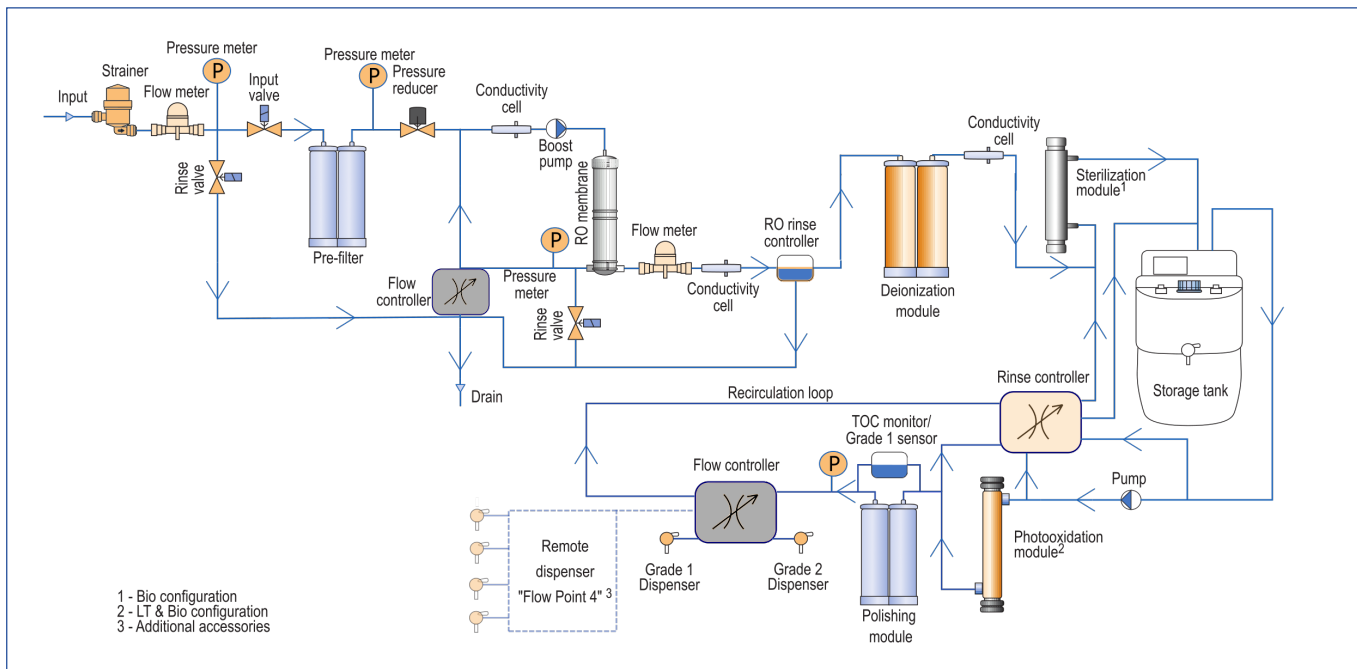 Pressure meter
Strainer
Input
Flow meter
Input
valve
P
Rinse
valve
Pre-filter
Pressure meter
P
Pressure
reducer
Conductivity
cell
Boost
pump
RO membrane
P
Pressure
meter
Flow
controller
Rinse
valve
Drain
Flow meter
Conductivity
cell
RO rinse
controller
Deionization
module
Conductivity
cell
Sterilization
module1
Storage tank
Rinse controller
Recirculation loop
TOC monitor/
Grade 1 sensor
P
Flow controller
Pump
Photooxidation
module2
Polishing
module
Grade 1
Dispenser
Grade 2
Dispenser
Remote
dispenser
"Flow Point 4" 3
1 - Bio configuration
2 - LT & Bio configuration
3 - Additional accessories